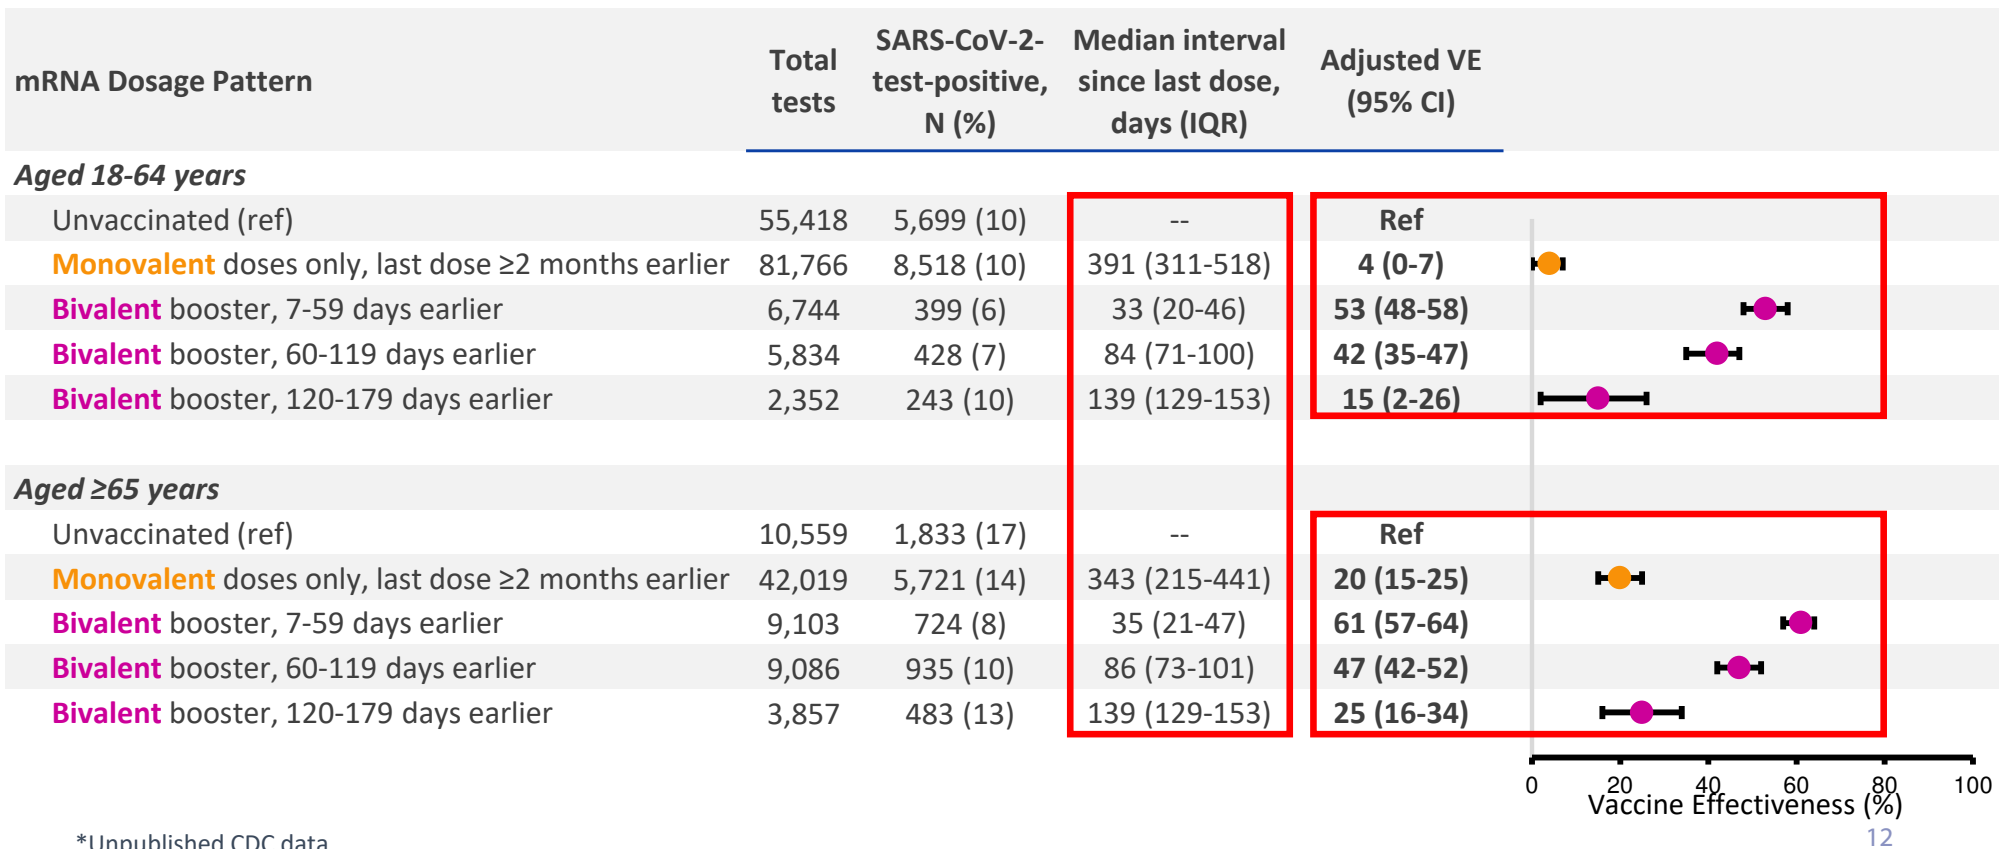 mRNA Dosage Pattern Total tests SARS-CoV-2-test-positive, N (%) Median interval since last dose, days (IQR) Adjusted VE (95% CI)
Aged 18-64 years
Unvaccinated (ref) 55,418 5,699 (10) -- Ref
Monovalent doses only, last dose ≥2 months earlier 81,766 8,518 (10) 391 (311-518) 4 (0-7)
Bivalent booster, 7-59 days earlier 6,744 399 (6) 33 (20-46) 53 (48-58)
Bivalent booster, 60-119 days earlier 5,834 428 (7) 84 (71-100) 42 (35-47)
Bivalent booster, 120-179 days earlier 2,352 243 (10) 139 (129-153) 15 (2-26)
Aged ≥65 years
Unvaccinated (ref) 10,559 1,833 (17) -- Ref
Monovalent doses only, last dose ≥2 months earlier 42,019 5,721 (14) 343 (215-441) 20 (15-25)
Bivalent booster, 7-59 days earlier 9,103 724 (8) 35 (21-47) 61 (57-64)
Bivalent booster, 60-119 days earlier 9,086 935 (10) 86 (73-101) 47 (42-52)
Bivalent booster, 120-179 days earlier 3,857 483 (13) 139 (129-153) 25 (16-34)
0 20 40 60 80 100
Vaccine Effectiveness (%)
*Unpublished CDC data
12